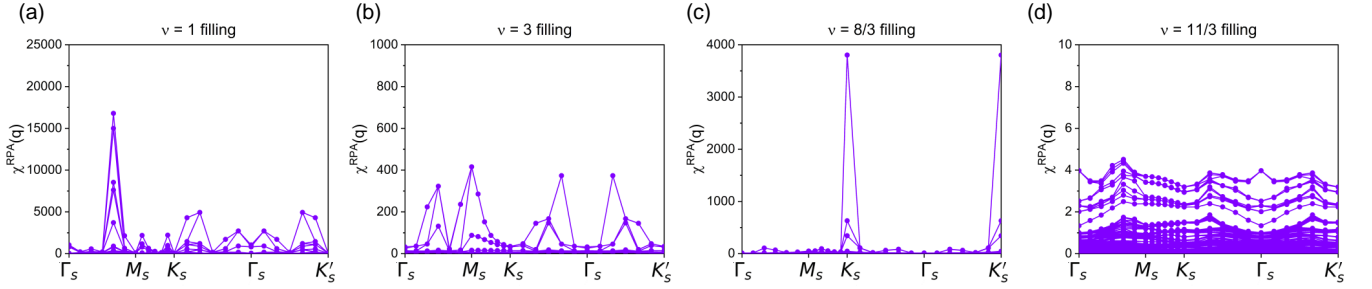 (a)
ν = 1 filling
χᴿᴾᴬ(q)
25000
20000
15000
10000
5000
0
Γₛ
Mₛ
Kₛ
Γₛ
K′ₛ
(b)
ν = 3 filling
χᴿᴾᴬ(q)
1000
800
600
400
200
0
Γₛ
Mₛ
Kₛ
Γₛ
K′ₛ
(c)
ν = 8/3 filling
χᴿᴾᴬ(q)
4000
3000
2000
1000
0
Γₛ
Mₛ
Kₛ
Γₛ
K′ₛ
(d)
ν = 11/3 filling
χᴿᴾᴬ(q)
10
8
6
4
2
0
Γₛ
Mₛ
Kₛ
Γₛ
K′ₛ